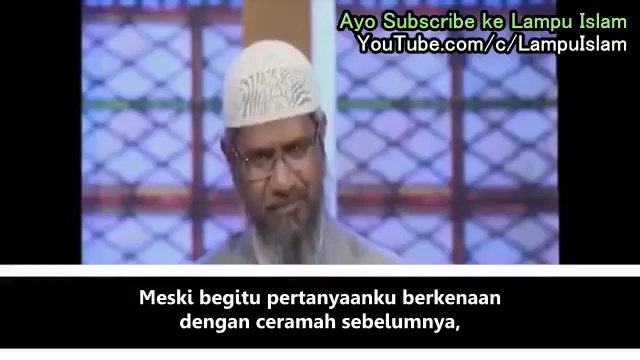 Ayo Subscribe ke Lampu Islam
YouTube.com/c/LampuIslam
Meski begitu pertanyaanku berkenaan
dengan ceramah sebelumnya,